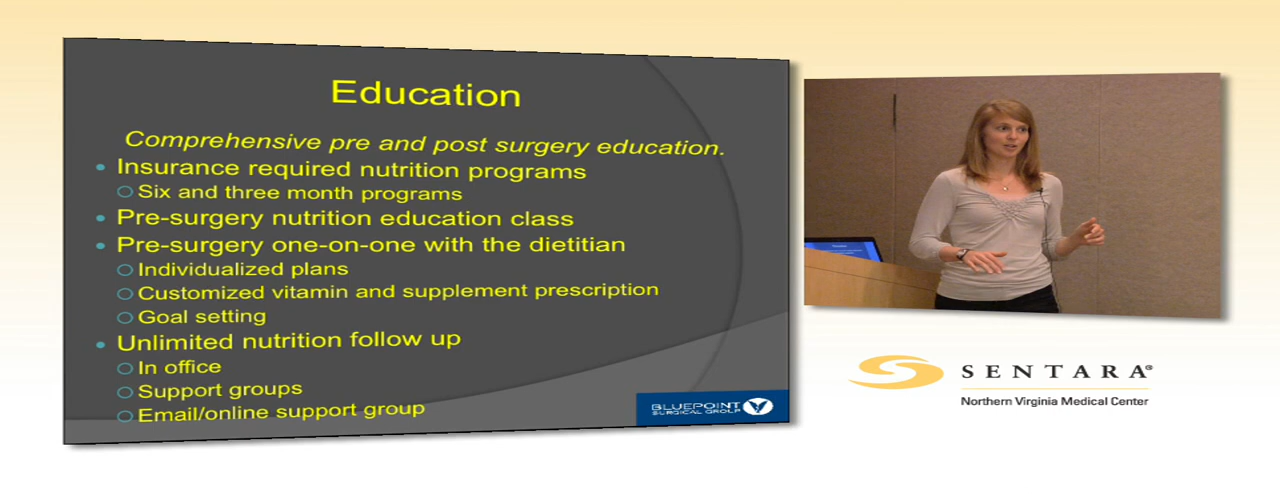 Education
Comprehensive pre and post surgery education.
• Insurance required nutrition programs
○ Six and three month programs
• Pre-surgery nutrition education class
• Pre-surgery one-on-one with the dietitian
○ Individualized plans
○ Customized vitamin and supplement prescription
○ Goal setting
• Unlimited nutrition follow up
○ In office
○ Support groups
○ Email/online support group
BLUEPOINT
SURGICAL GROUP
SENTARA®
Northern Virginia Medical Center